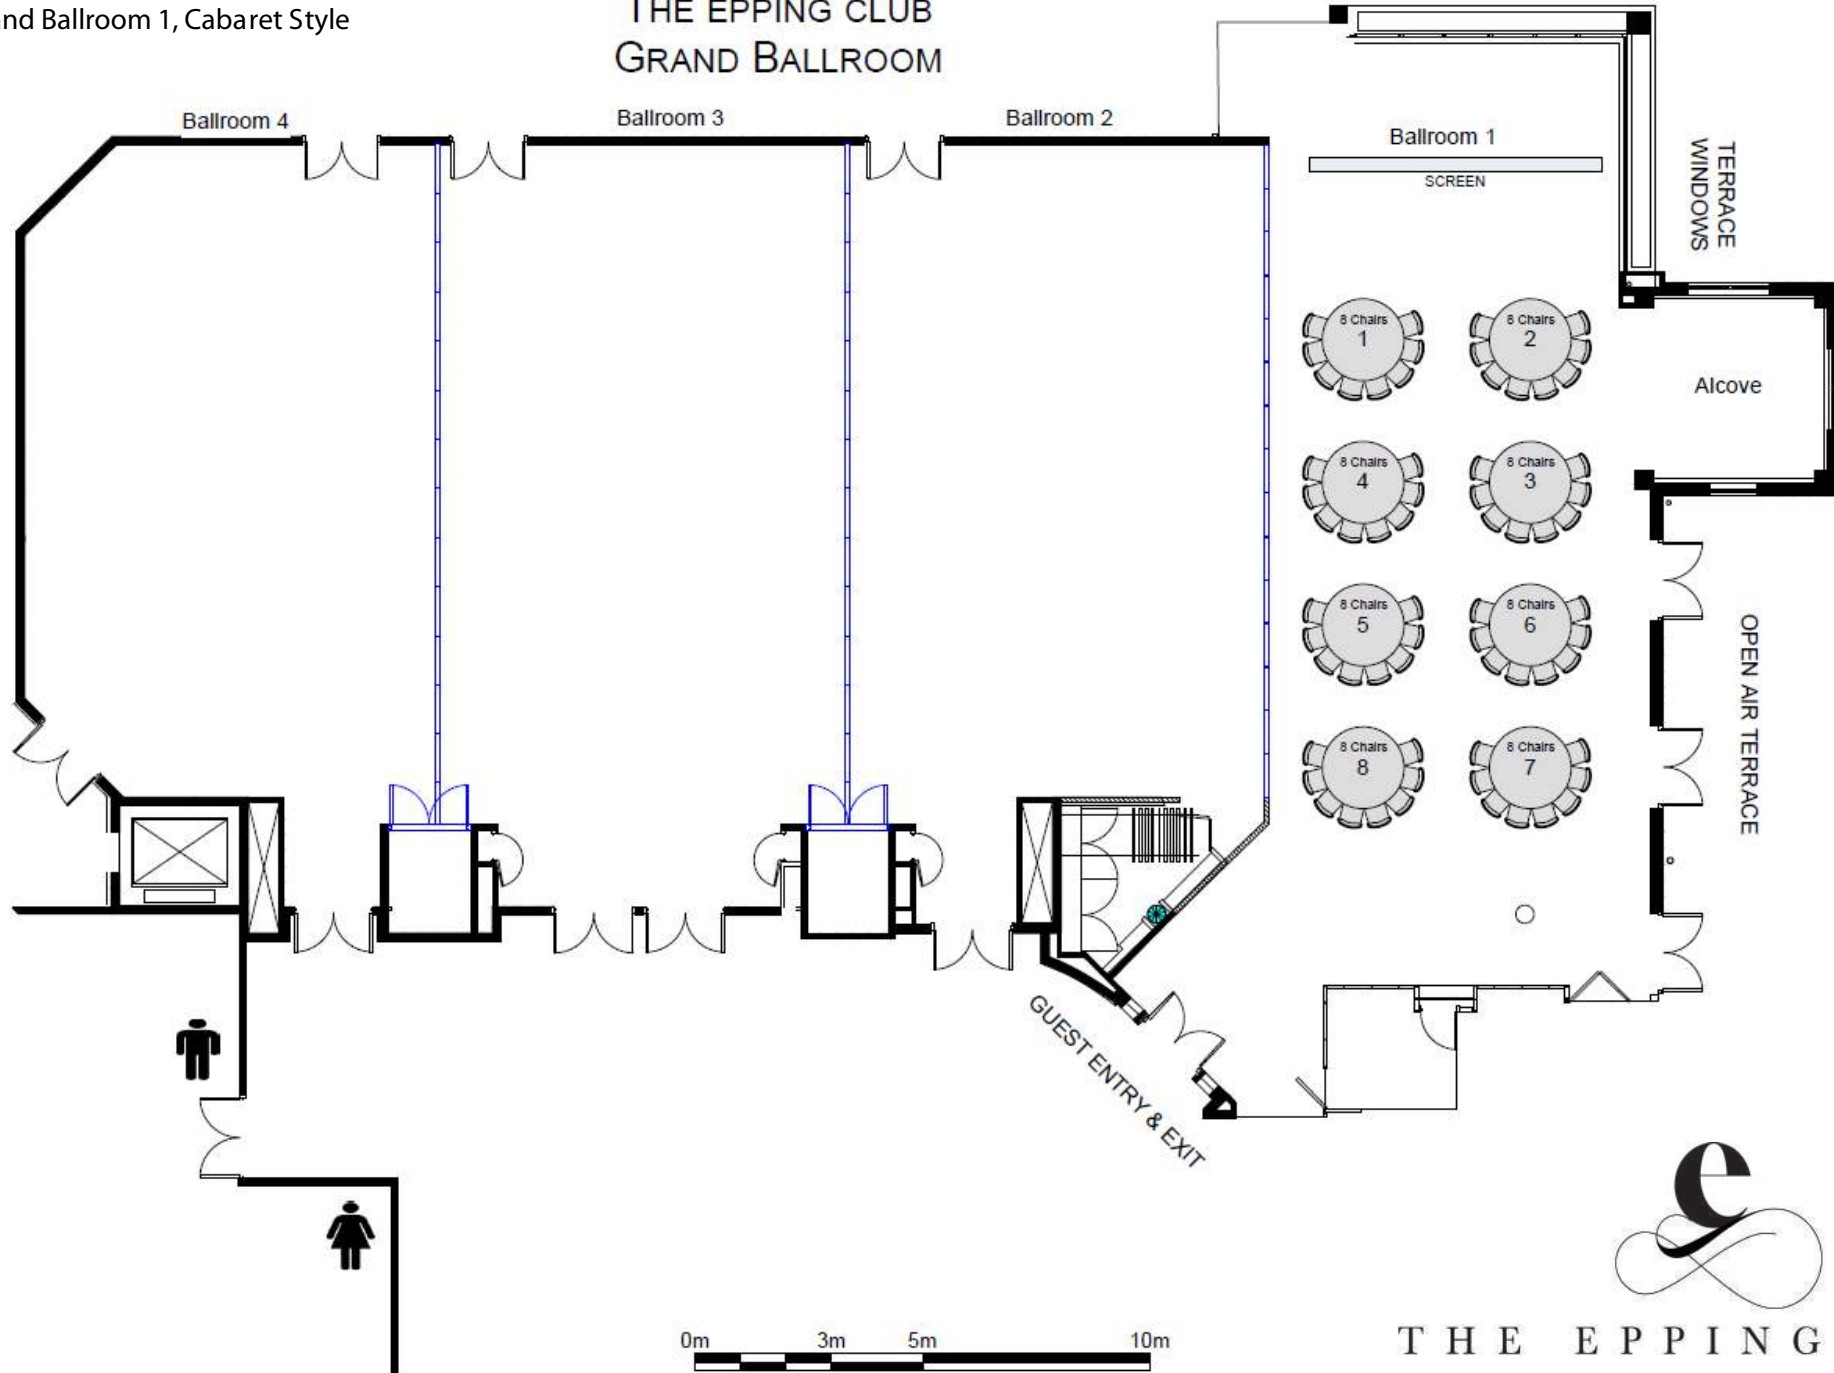 nd Ballroom 1, Cabaret Style
THE EPPING CLUB
GRAND BALLROOM
Ballroom 4
Ballroom 3
Ballroom 2
Ballroom 1
SCREEN
TERRACE
WINDOWS
8 Chairs
1
8 Chairs
2
Alcove
8 Chairs
4
8 Chairs
3
8 Chairs
5
8 Chairs
6
OPEN AIR TERRACE
8 Chairs
8
8 Chairs
7
GUEST ENTRY & EXIT
0m 3m 5m 10m
e
THE EPPING